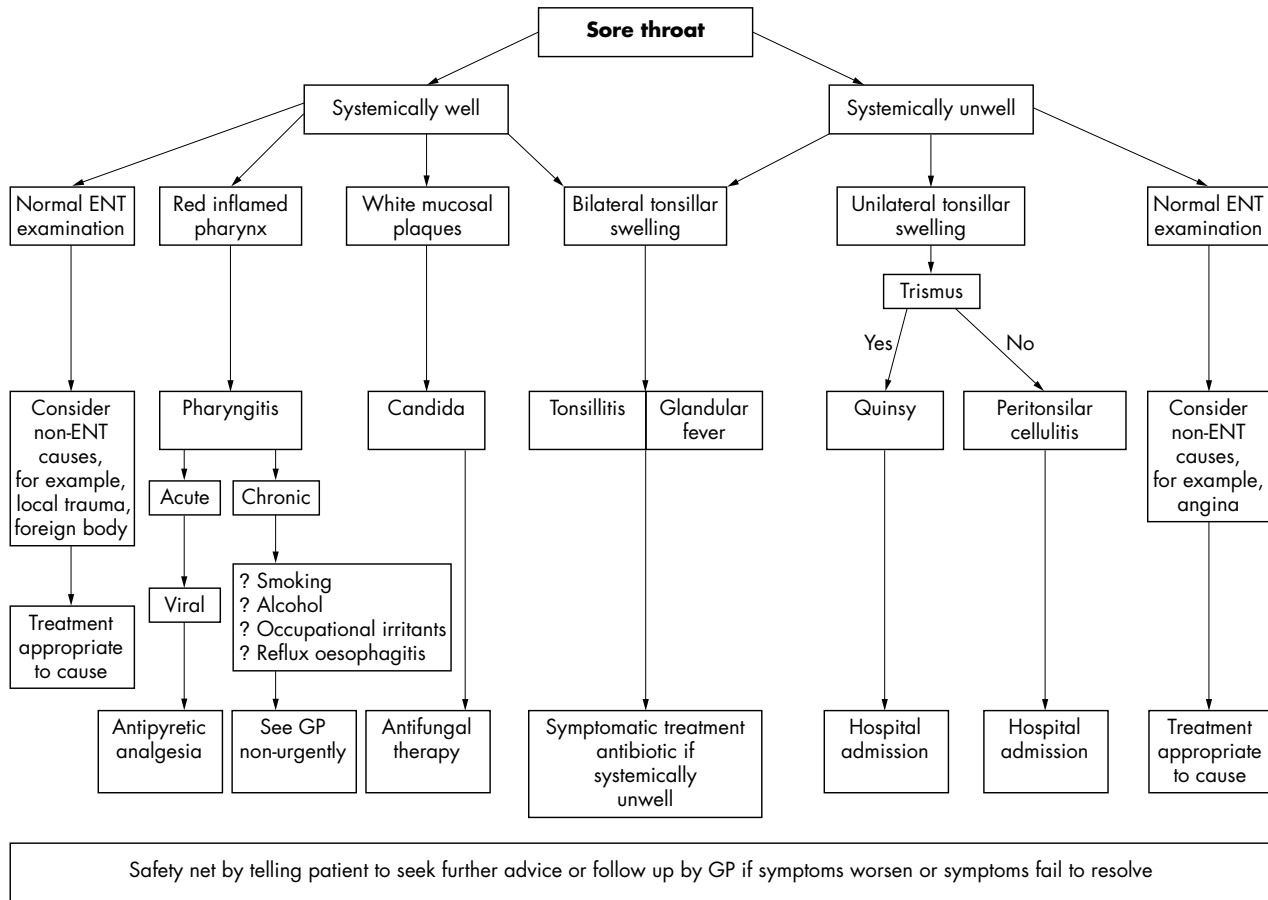 Sore throat
Systemically well
Systemically unwell
Normal ENT
examination
Red inflamed
pharynx
White mucosal
plaques
Bilateral tonsillar
swelling
Unilateral tonsillar
swelling
Normal ENT
examination
Trismus
Yes
No
Consider
non-ENT
causes,
for example,
local trauma,
foreign body
Pharyngitis
Candida
Tonsillitis
Glandular
fever
Quinsy
Peritonsilar
cellulitis
Consider
non-ENT
causes,
for example,
angina
Acute
Chronic
Viral
? Smoking
? Alcohol
? Occupational irritants
? Reflux oesophagitis
Treatment
appropriate
to cause
Antipyretic
analgesia
See GP
non-urgently
Antifungal
therapy
Symptomatic treatment
antibiotic if
systemically
unwell
Hospital
admission
Hospital
admission
Treatment
appropriate
to cause
Safety net by telling patient to seek further advice or follow up by GP if symptoms worsen or symptoms fail to resolve